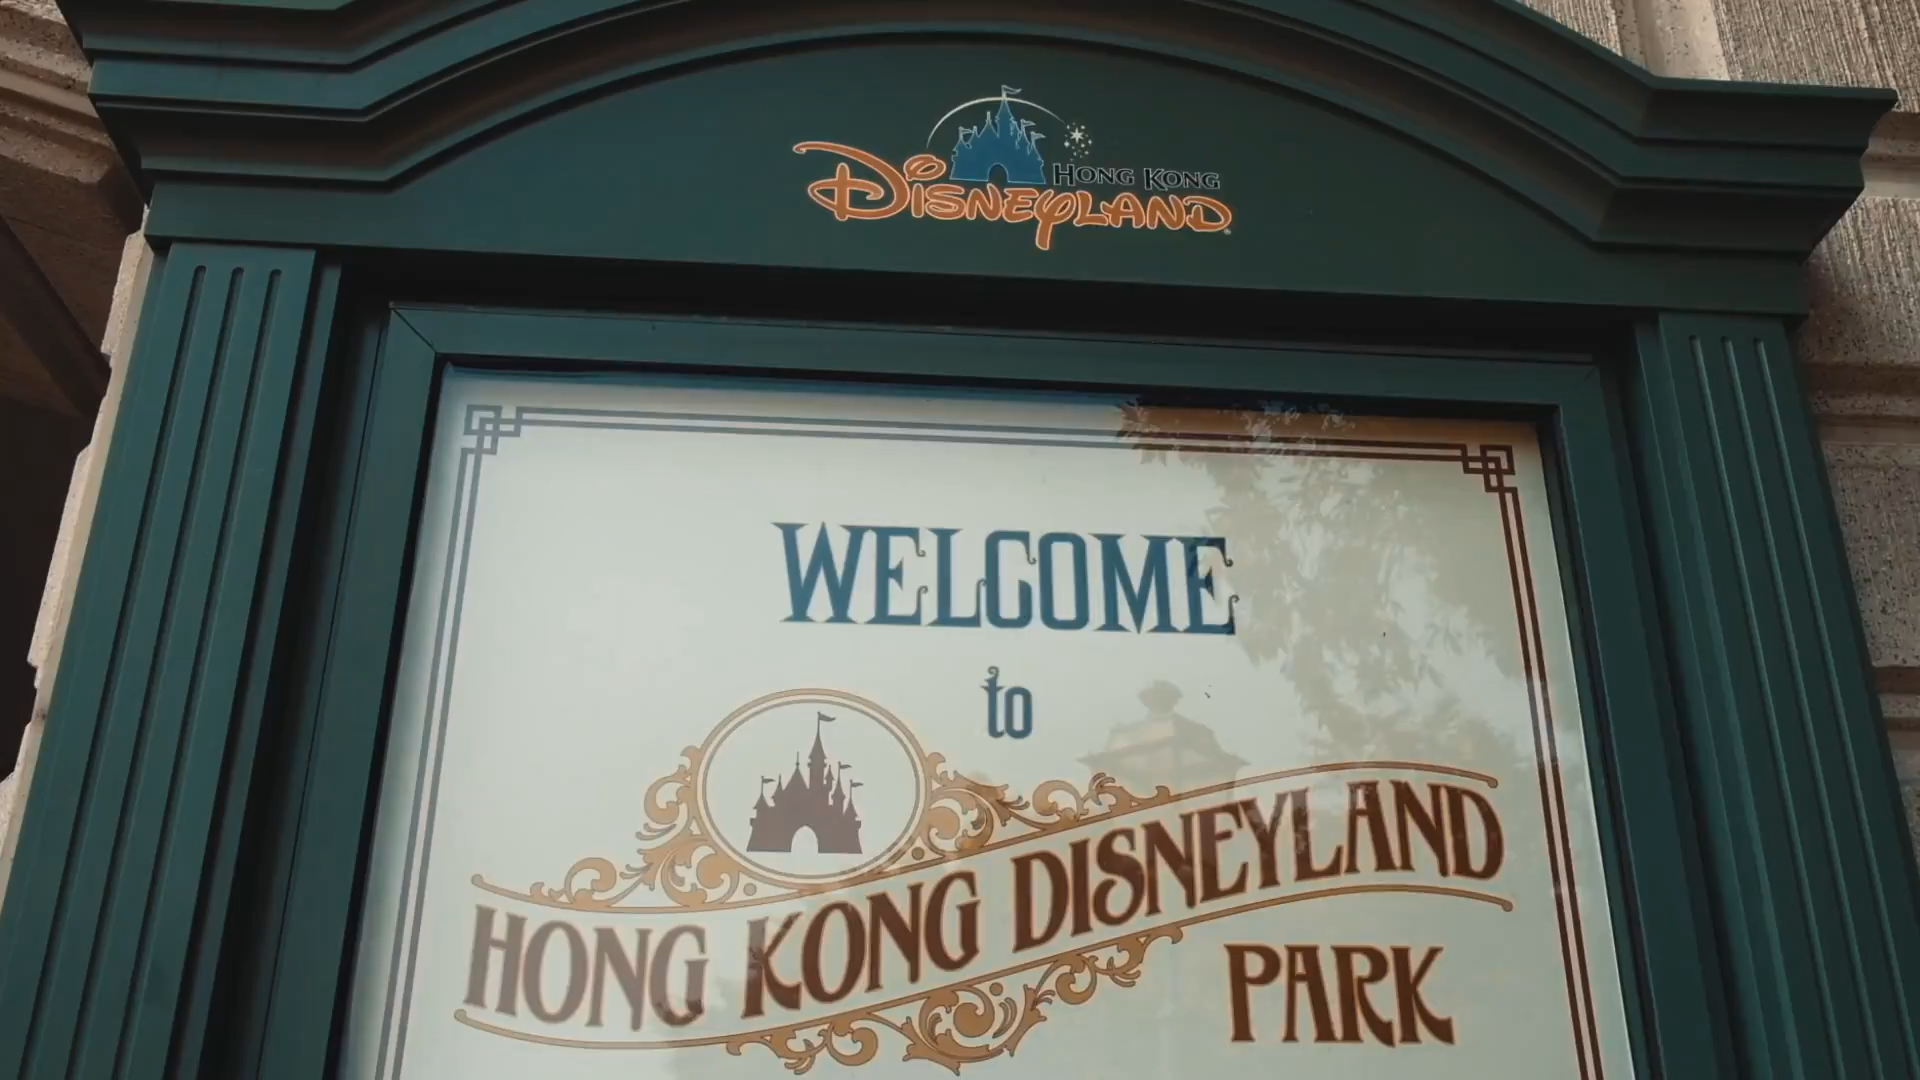 HONG KONG
DISNEYLAND
WELCOME
to
HONG KONG DISNEYLAND
PARK